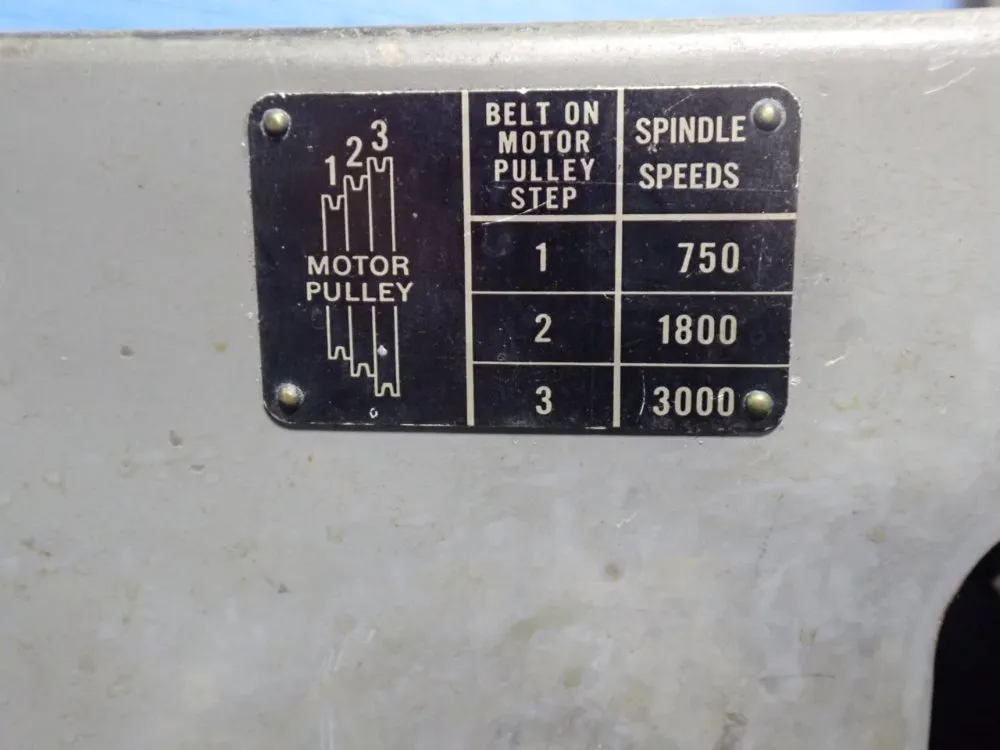 1 2 3
MOTOR
PULLEY
BELT ON
MOTOR
PULLEY
STEP
SPINDLE
SPEEDS
1 750
2 1800
3 3000